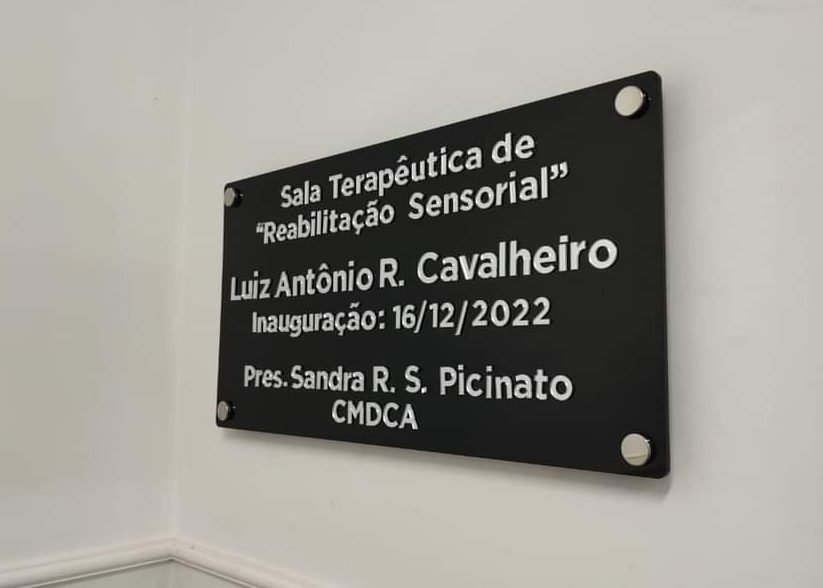 Sala Terapêutica de
“Reabilitação Sensorial”
Luiz Antônio R. Cavalheiro
Inauguração: 16/12/2022
Pres. Sandra R. S. Picinato
CMDCA